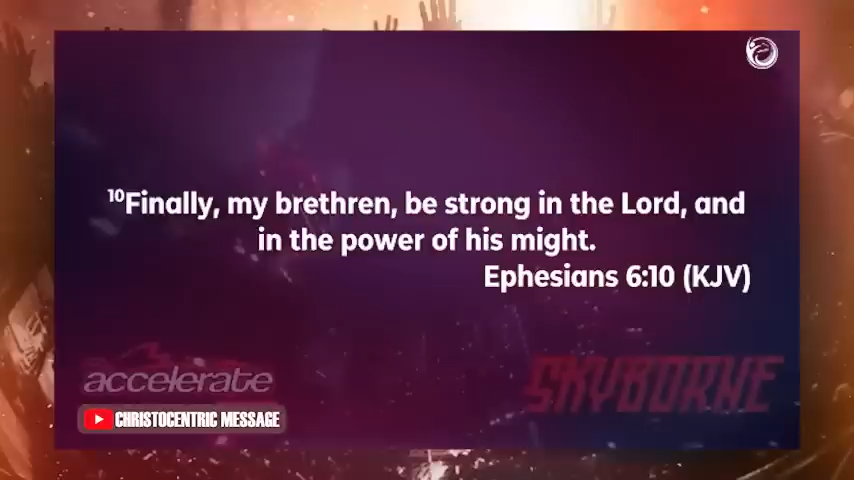 ¹⁰Finally, my brethren, be strong in the Lord, and
in the power of his might.
Ephesians 6:10 (KJV)
accelerate
SKYBORNE
CHRISTOCENTRIC MESSAGE